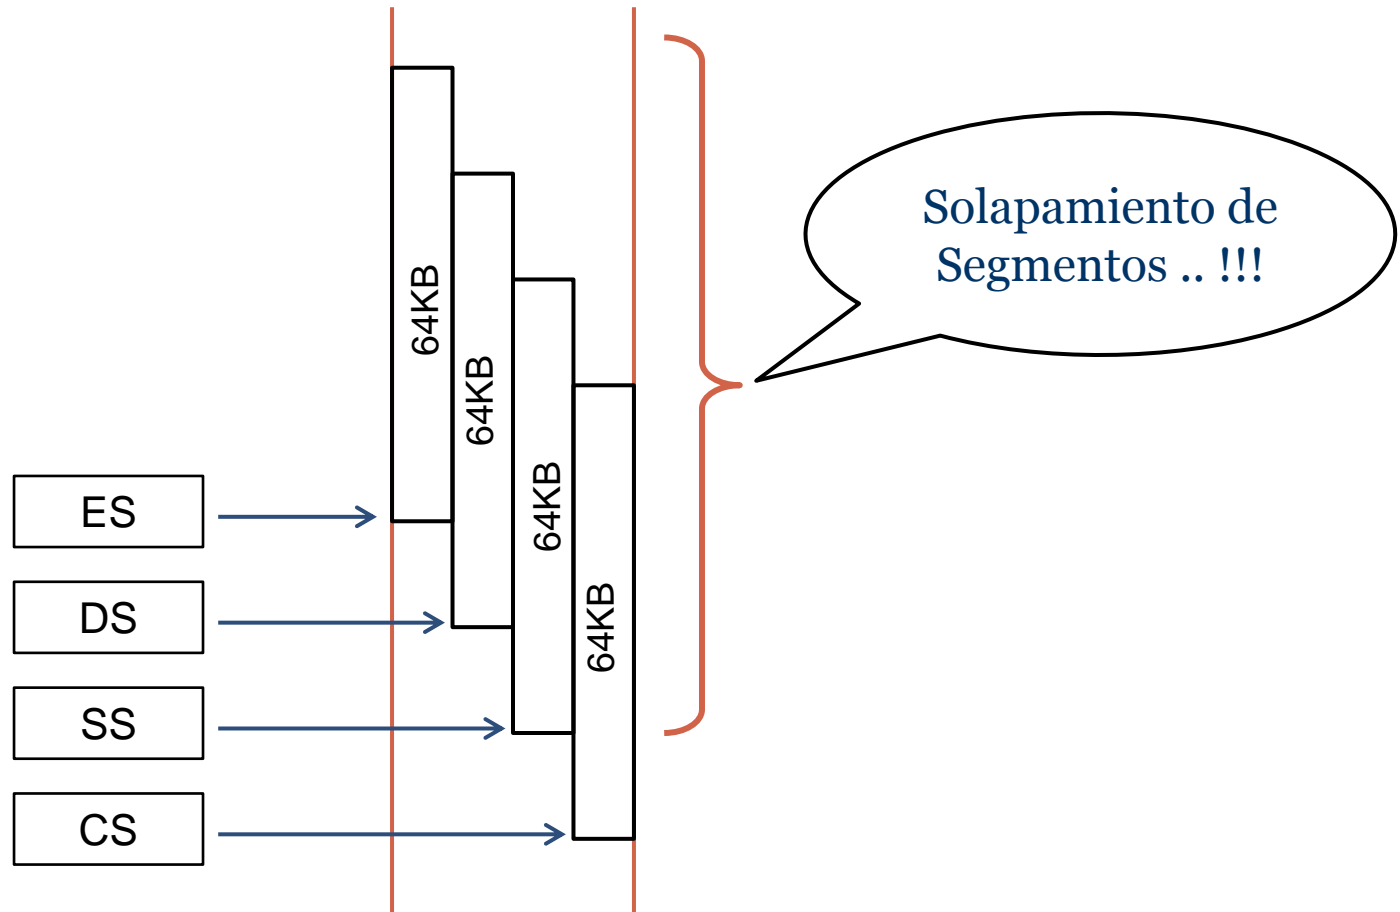 Solapamiento de
Segmentos .. !!!
64KB
64KB
64KB
64KB
ES
DS
SS
CS